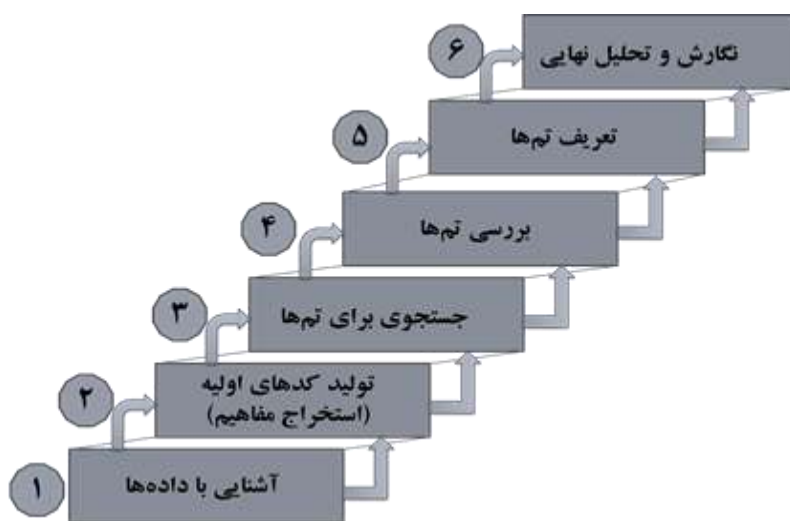 ۶
نگارش و تحلیل نهایی
۵
تعریف تم‌ها
۴
بررسی تم‌ها
۳
جستجوی برای تم‌ها
۲
تولید کدهای اولیه
(استخراج مفاهیم)
۱
آشنایی با داده‌ها